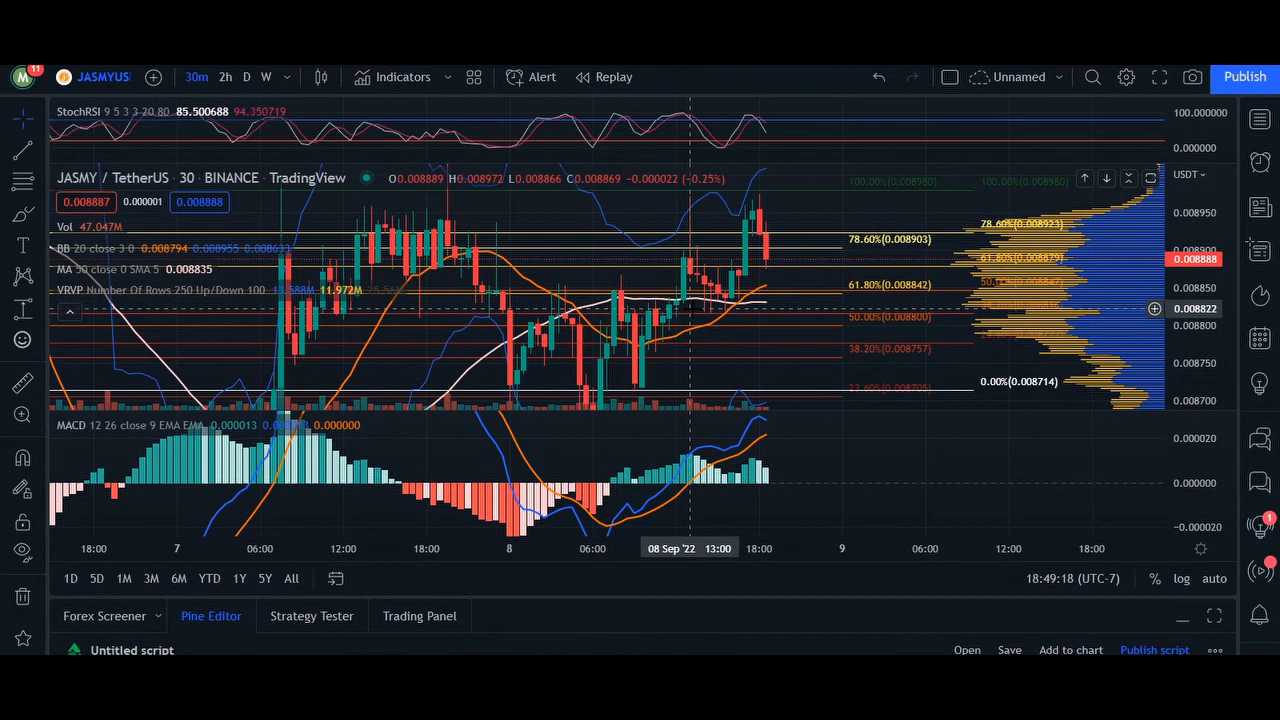 M 11 JASMYUS 30m 2h D W Indicators Alert Replay Unnamed Publish
StochRSI 9 5 3 3 20 80 85.500688 94.350719
100.000000
0.000000
JASMY / TetherUS · 30 · BINANCE · TradingView O0.008889 H0.008972 L0.008866 C0.008869 -0.000022 (-0.25%)
USDT
0.008887 0.000001 0.008888
Vol 47.047M
BB 20 close 3 0 0.008794 0.008955 0.008633
MA 50 close 0 SMA 5 0.008835
VRVP Number Of Rows 250 Up/Down 100 11.972M
100.00%(0.008980) 100.00%(0.008980)
78.60%(0.008923)
78.60%(0.008903)
61.80%(0.008879)
61.80%(0.008842)
50.00%(0.008847)
50.00%(0.008800)
38.20%(0.008757)
0.00%(0.008714)
23.60%(0.008705)
0.008950
0.008900
0.008888
0.008850
0.008822
0.008800
0.008750
0.008700
MACD 12 26 close 9 EMA EMA 0.000013 0.000000
0.000020
0.000000
−0.000020
18:00 7 06:00 12:00 18:00 8 06:00 08 Sep '22 13:00 18:00 9 06:00 12:00 18:00
1D 5D 1M 3M 6M YTD 1Y 5Y All 18:49:18 (UTC-7) % log auto
1
Forex Screener Pine Editor Strategy Tester Trading Panel
Untitled script Open Save Add to chart Publish script